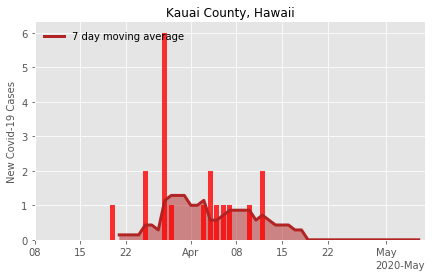 Kauai County, Hawaii
7 day moving average
New Covid-19 Cases
6
5
4
3
2
1
0
08 15 22 Apr 08 15 22 May
2020-May